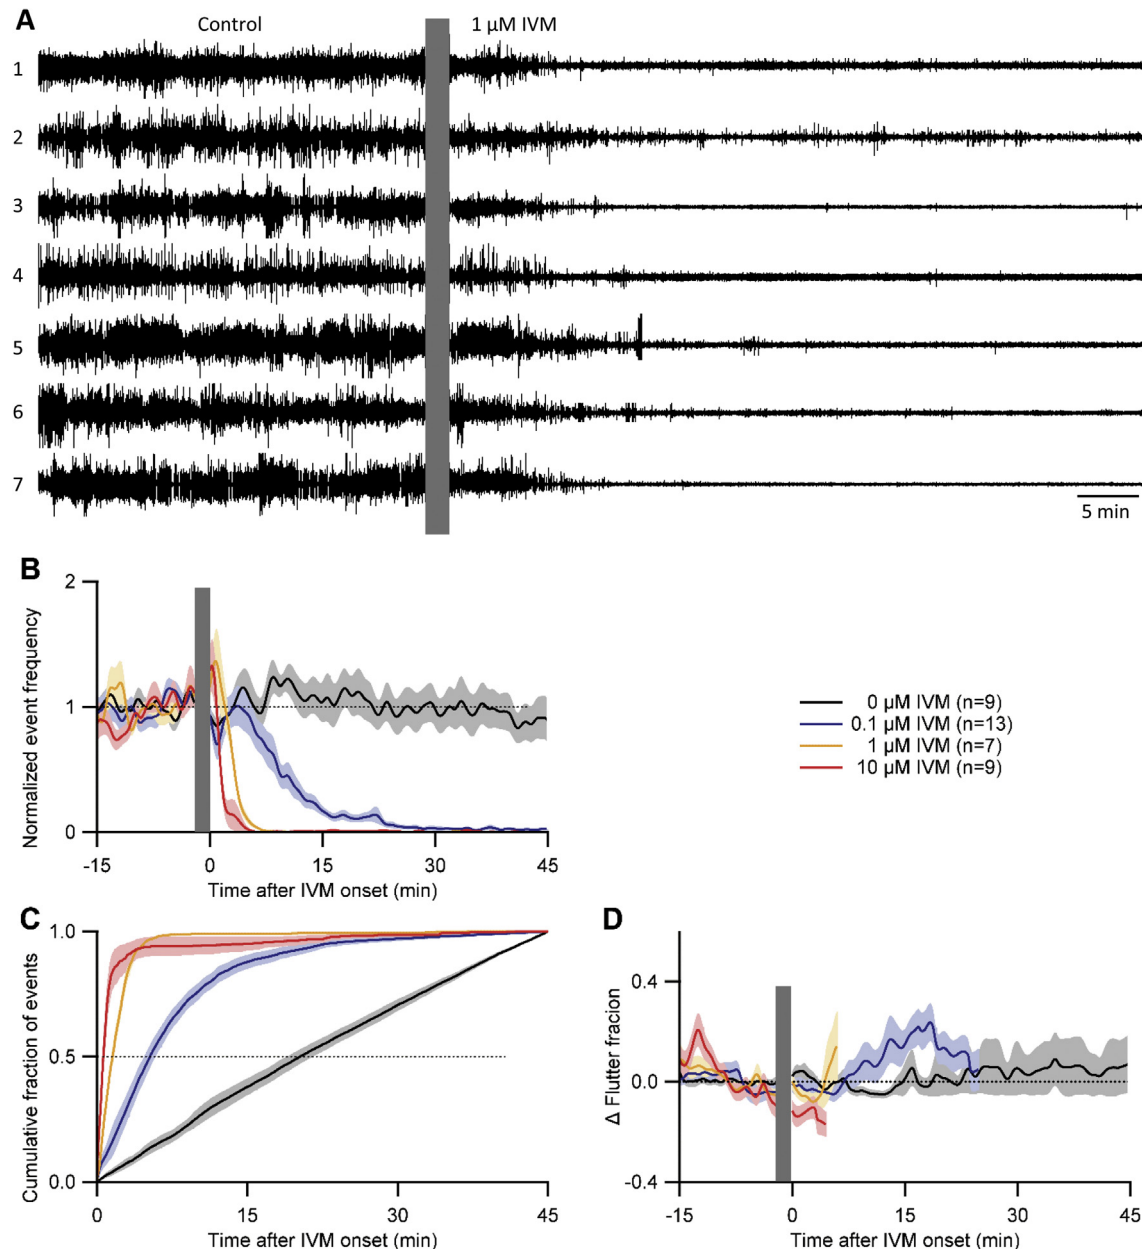 A
Control
1 µM IVM
1
2
3
4
5
6
7
5 min
B
Normalized event frequency
2
1
0
-15
0
15
30
45
Time after IVM onset (min)
0 µM IVM (n=9)
0.1 µM IVM (n=13)
1 µM IVM (n=7)
10 µM IVM (n=9)
C
Cumulative fraction of events
1.0
0.5
0.0
0
15
30
45
Time after IVM onset (min)
D
Δ Flutter fracion
0.4
0.0
-0.4
-15
0
15
30
45
Time after IVM onset (min)